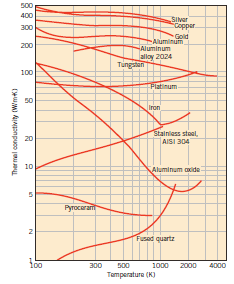 500
400
300
200
100
50
20
10
5
2
1
Thermal conductivity (W/m·K)
Silver
Copper
Gold
Aluminum
Aluminum
alloy 2024
Tungsten
Platinum
Iron
Stainless steel,
AISI 304
Aluminum oxide
Pyroceram
Fused quartz
100 300 500 1000 2000 4000
Temperature (K)